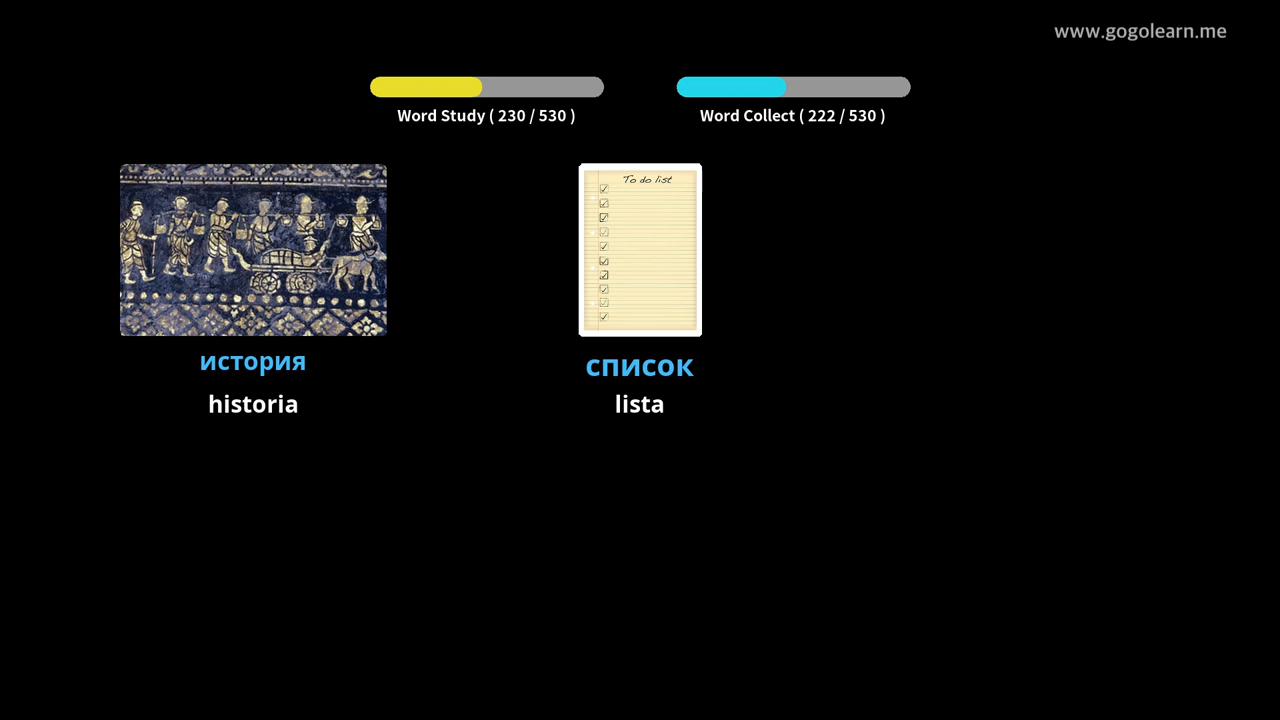 www.gogolearn.me
Word Study ( 230 / 530 )
Word Collect ( 222 / 530 )
To do list
история
historia
список
lista